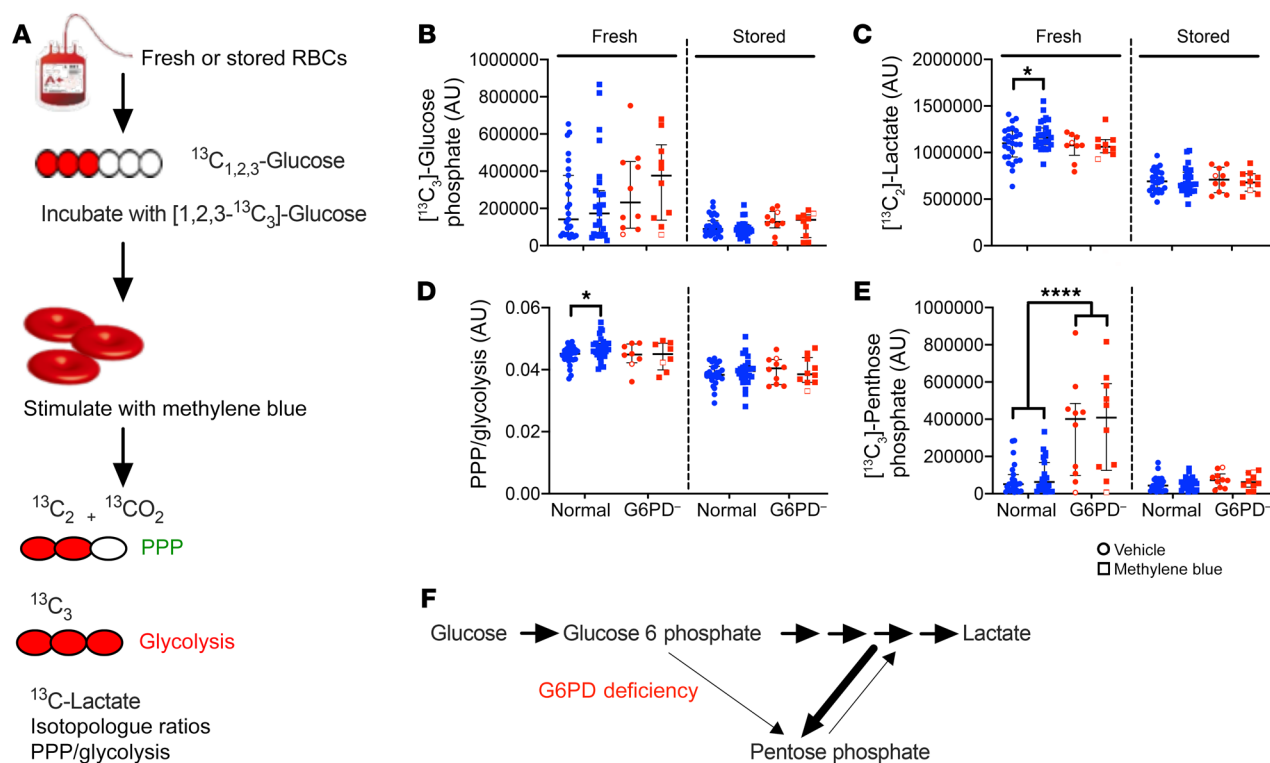 A
A+
Fresh or stored RBCs
¹³C₁,₂,₃-Glucose
Incubate with [1,2,3-¹³C₃]-Glucose
Stimulate with methylene blue
¹³C₂ + ¹³CO₂
PPP
¹³C₃
Glycolysis
¹³C-Lactate
Isotopologue ratios
PPP/glycolysis
B
Fresh
Stored
[¹³C₃]-Glucose
phosphate (AU)
1000000
800000
600000
400000
200000
0
C
Fresh
Stored
[¹³C₂]-Lactate (AU)
2000000
1500000
1000000
500000
0
*
D
PPP/glycolysis (AU)
0.06
0.04
0.02
0.00
*
Normal
G6PD⁻
Normal
G6PD⁻
E
[¹³C₃]-Penthose
phosphate (AU)
1000000
800000
600000
400000
200000
0
****
Normal
G6PD⁻
Normal
G6PD⁻
Vehicle
Methylene blue
F
Glucose
Glucose 6 phosphate
Lactate
G6PD deficiency
Pentose phosphate